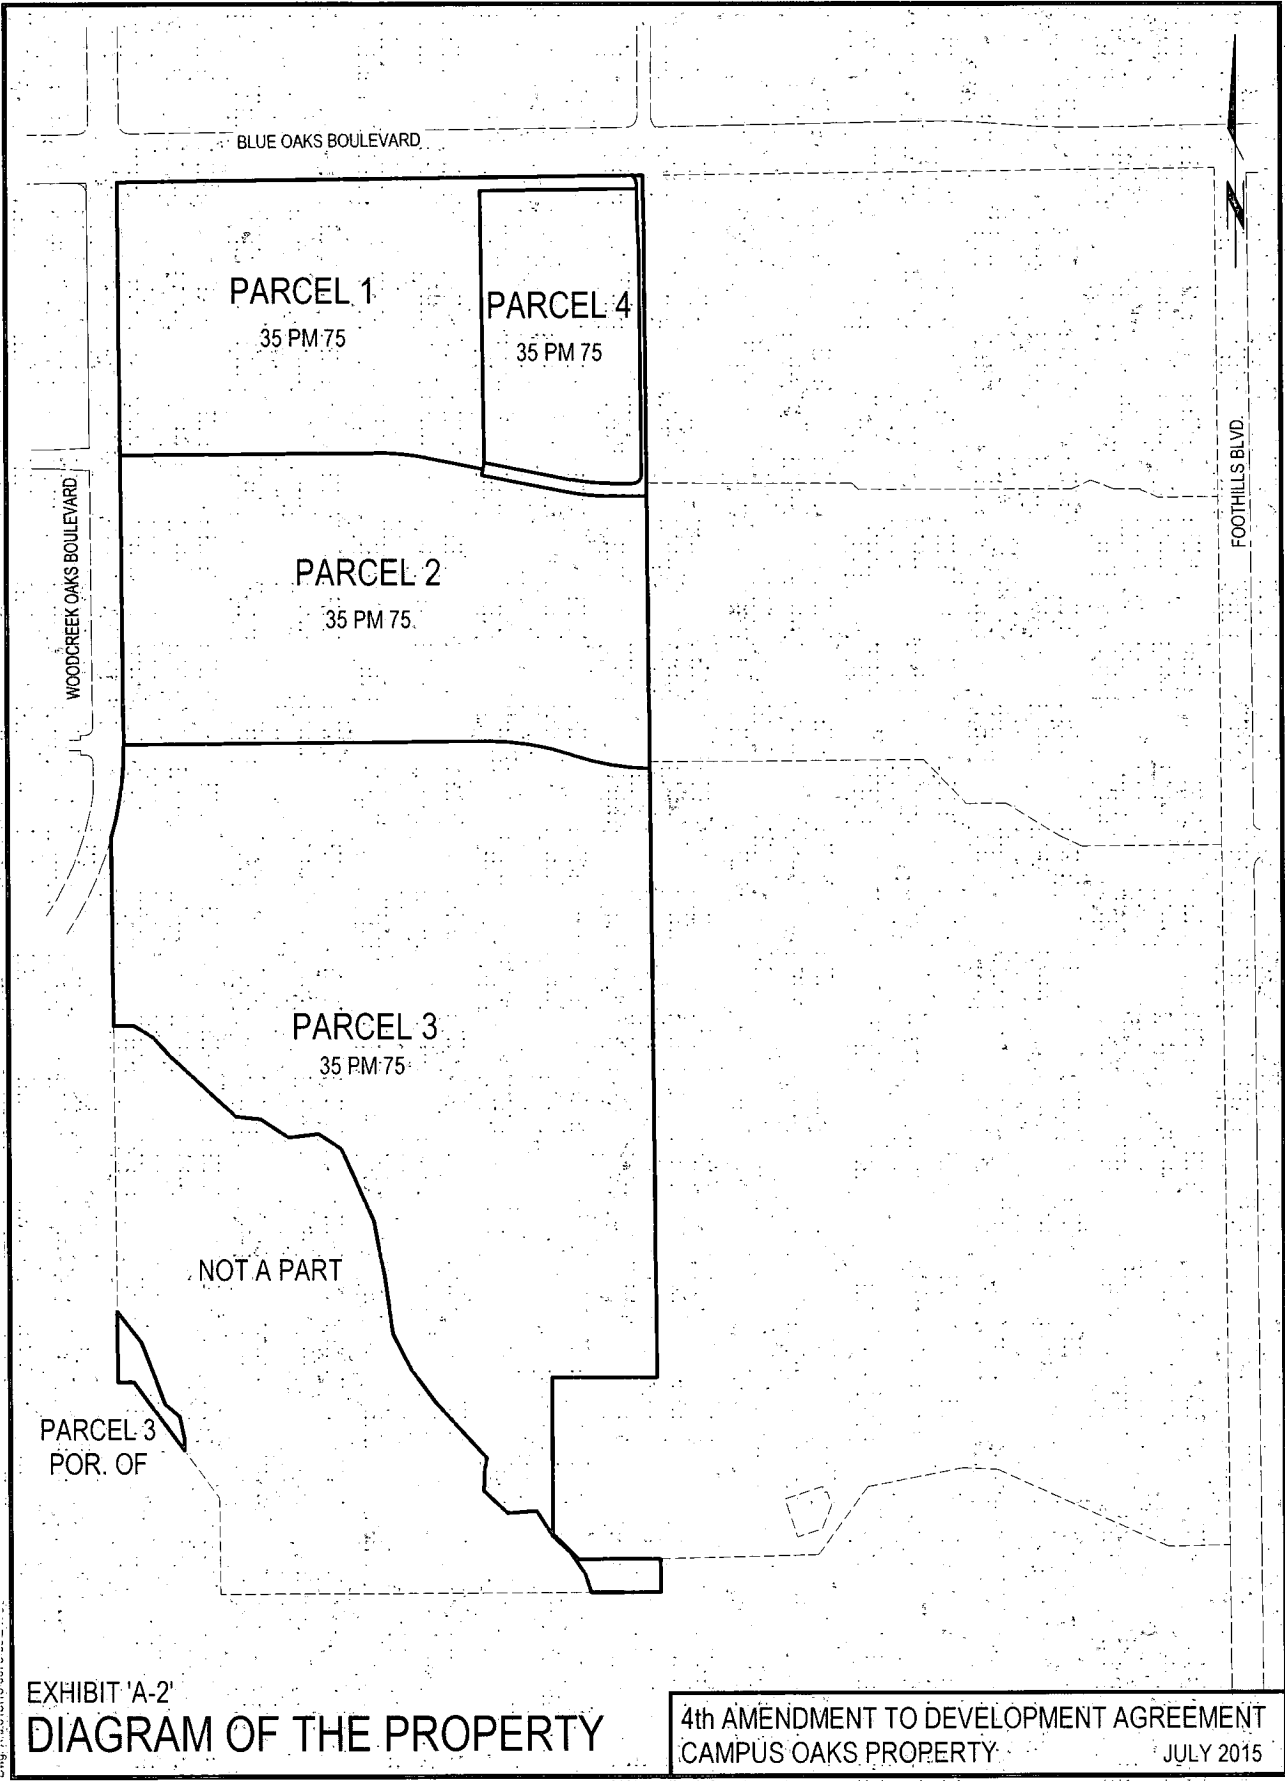 BLUE OAKS BOULEVARD
PARCEL 1
35 PM 75
PARCEL 4
35 PM 75
WOODCREEK OAKS BOULEVARD
FOOTHILLS BLVD.
PARCEL 2
35 PM 75
PARCEL 3
35 PM 75
NOT A PART
PARCEL 3
POR. OF
EXHIBIT 'A-2'
DIAGRAM OF THE PROPERTY
4th AMENDMENT TO DEVELOPMENT AGREEMENT
CAMPUS OAKS PROPERTY
JULY 2015